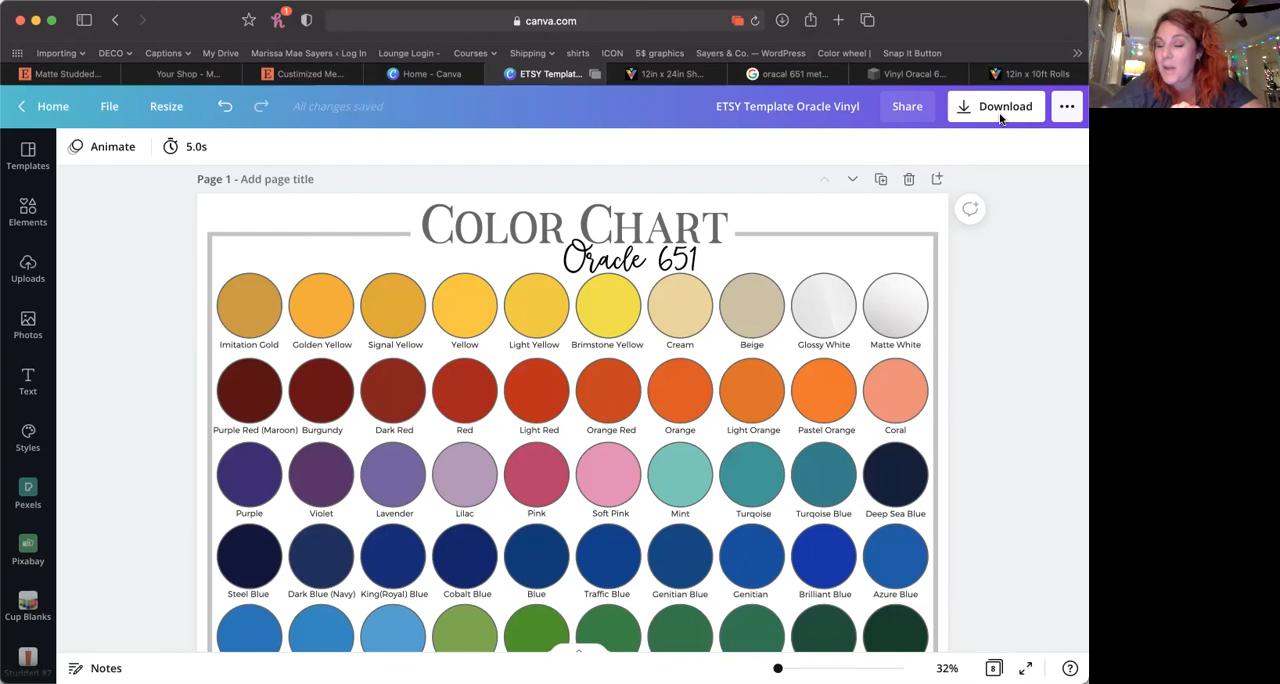 1
canva.com
Importing
DECO
Captions
My Drive
Marissa Mae Sayers < Log In
Lounge Login -
Courses
Shipping
shirts
ICON
5$ graphics
Sayers & Co. — WordPress
Color wheel |
Snap It Button
Matte Studded...
Your Shop - M...
Custimized Me...
Home - Canva
ETSY Templat...
12in x 24in Sh...
oracal 651 met...
Vinyl Oracal 6...
12in x 10ft Rolls
Home
File
Resize
All changes saved
ETSY Template Oracle Vinyl
Share
Download
Animate
5.0s
Templates
Elements
Uploads
Photos
Text
Styles
Pexels
Pixabay
Cup Blanks
Studded #2
Page 1 - Add page title
COLOR CHART
Oracle 651
Imitation Gold Golden Yellow Signal Yellow Yellow Light Yellow Brimstone Yellow Cream Beige Glossy White Matte White
Purple Red (Maroon) Burgundy Dark Red Red Light Red Orange Red Orange Light Orange Pastel Orange Coral
Purple Violet Lavender Lilac Pink Soft Pink Mint Turqoise Turqoise Blue Deep Sea Blue
Steel Blue Dark Blue (Navy) King(Royal) Blue Cobalt Blue Blue Traffic Blue Genitian Blue Genitian Brilliant Blue Azure Blue
Notes
32%
8
?